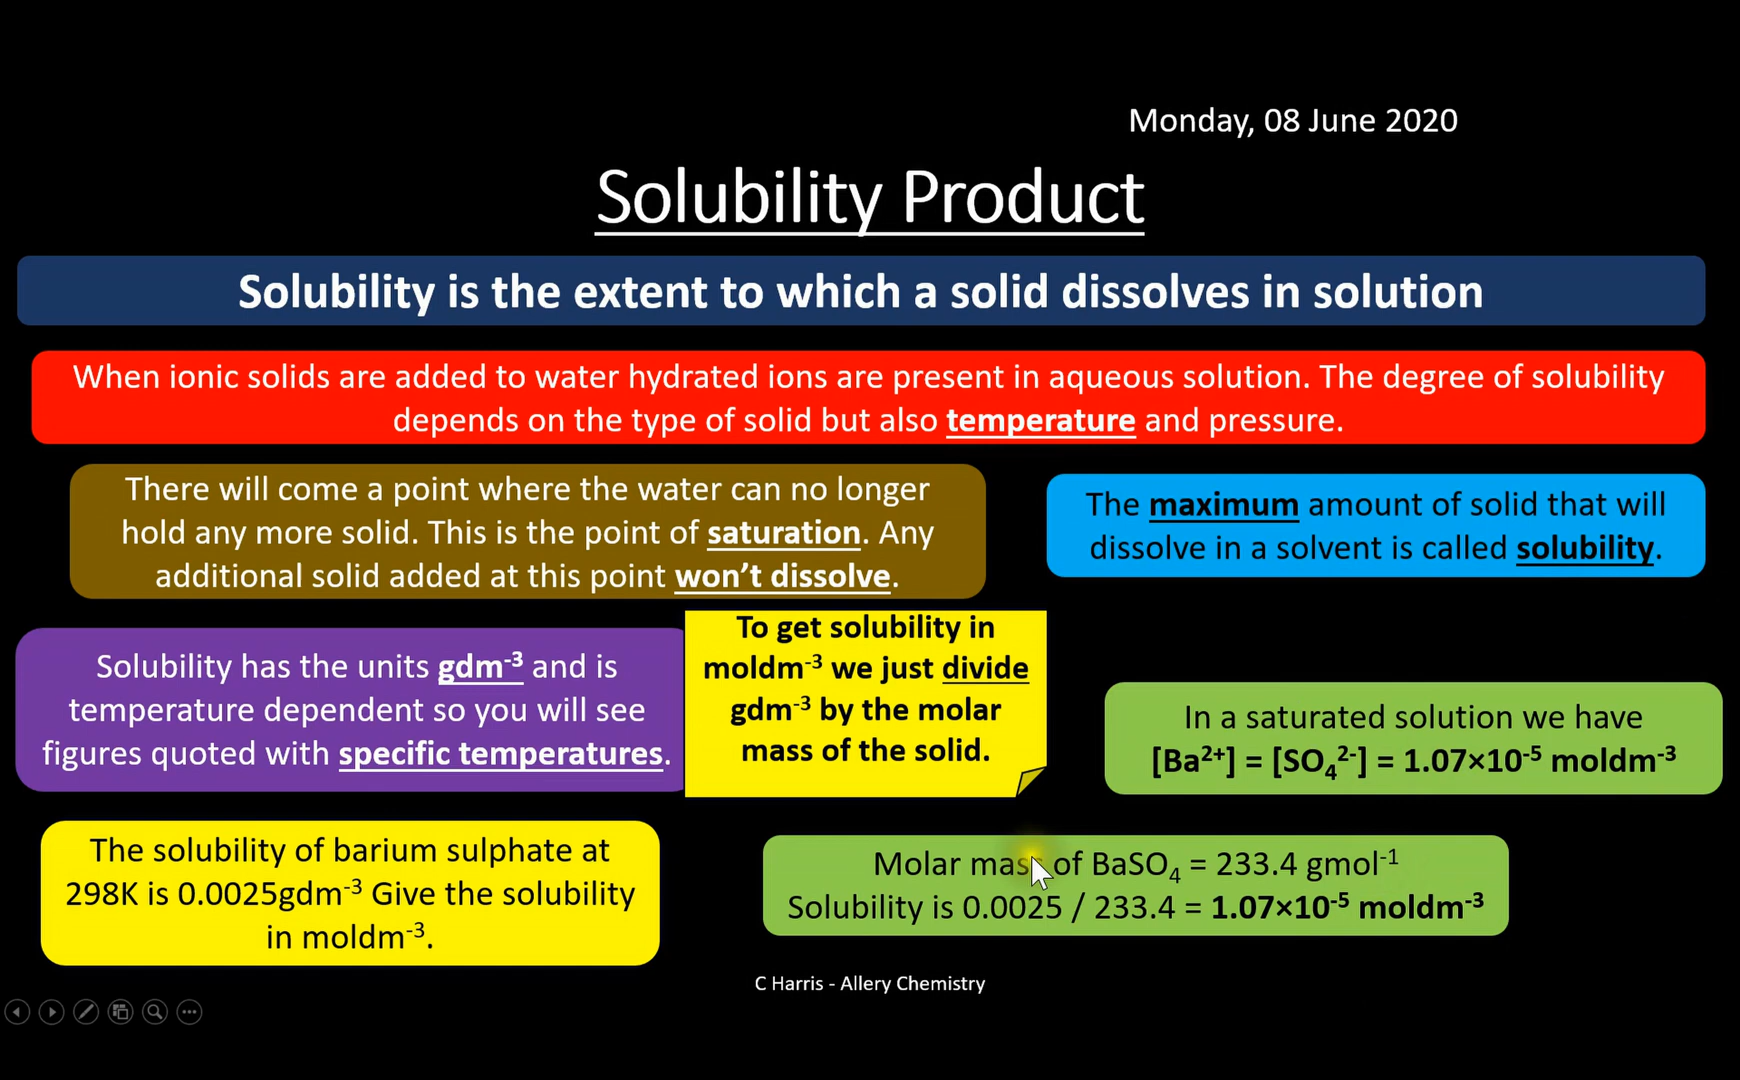 Monday, 08 June 2020
Solubility Product
Solubility is the extent to which a solid dissolves in solution
When ionic solids are added to water hydrated ions are present in aqueous solution. The degree of solubility
depends on the type of solid but also temperature and pressure.
There will come a point where the water can no longer
hold any more solid. This is the point of saturation. Any
additional solid added at this point won’t dissolve.
The maximum amount of solid that will
dissolve in a solvent is called solubility.
Solubility has the units gdm⁻³ and is
temperature dependent so you will see
figures quoted with specific temperatures.
To get solubility in
moldm⁻³ we just divide
gdm⁻³ by the molar
mass of the solid.
In a saturated solution we have
[Ba²⁺] = [SO₄²⁻] = 1.07×10⁻⁵ moldm⁻³
The solubility of barium sulphate at
298K is 0.0025gdm⁻³ Give the solubility
in moldm⁻³.
Molar mass of BaSO₄ = 233.4 gmol⁻¹
Solubility is 0.0025 / 233.4 = 1.07×10⁻⁵ moldm⁻³
C Harris - Allery Chemistry